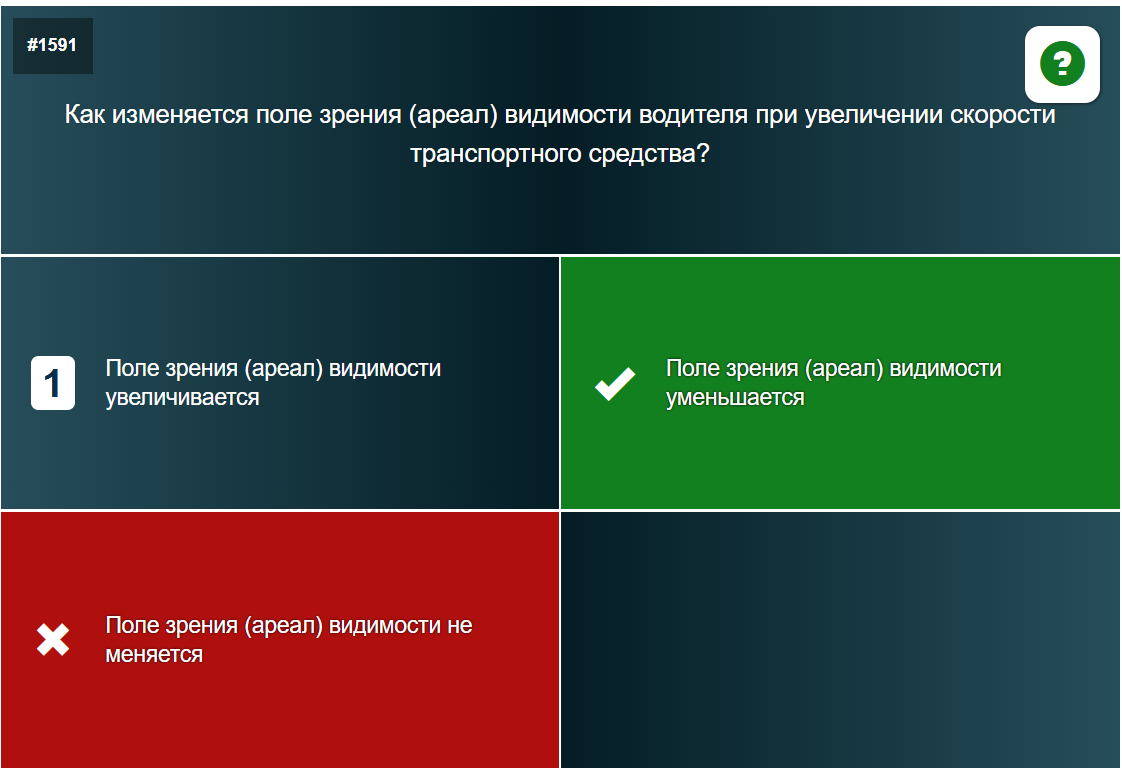 #1591
?
Как изменяется поле зрения (ареал) видимости водителя при увеличении скорости
транспортного средства?
1
Поле зрения (ареал) видимости
увеличивается
Поле зрения (ареал) видимости
уменьшается
Поле зрения (ареал) видимости не
меняется